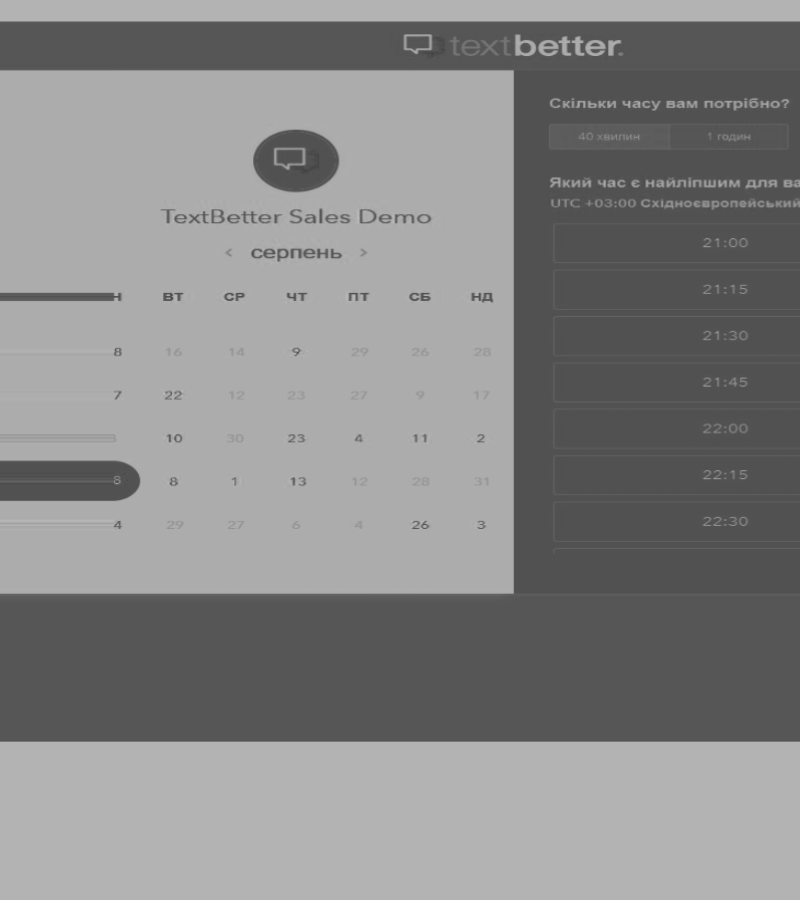 textbetter.
TextBetter Sales Demo
‹ серпень ›
ВТ СР ЧТ ПТ СБ НД
8 16 14 9 29 26 28
7 22 12 23 27 9 17
10 30 23 4 11 2
8 8 1 13 12 28 31
4 29 27 6 4 26 3
Скільки часу вам потрібно?
40 хвилин 1 годин
Який час є найліпшим для
UTC +03:00 Східноєвропейський
21:00
21:15
21:30
21:45
22:00
22:15
22:30